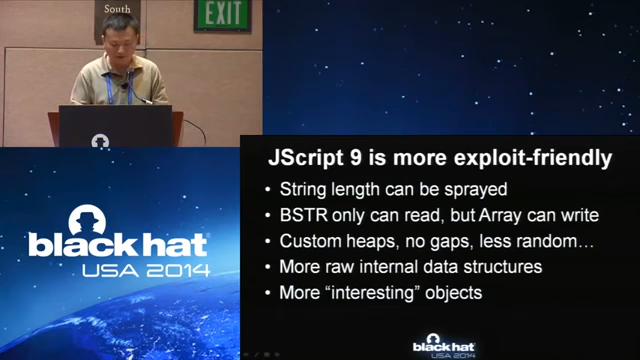 South
EXIT
JScript 9 is more exploit-friendly
• String length can be sprayed
• BSTR only can read, but Array can write
• Custom heaps, no gaps, less random…
• More raw internal data structures
• More “interesting” objects
black hat®
USA 2014
black hat
USA 2014